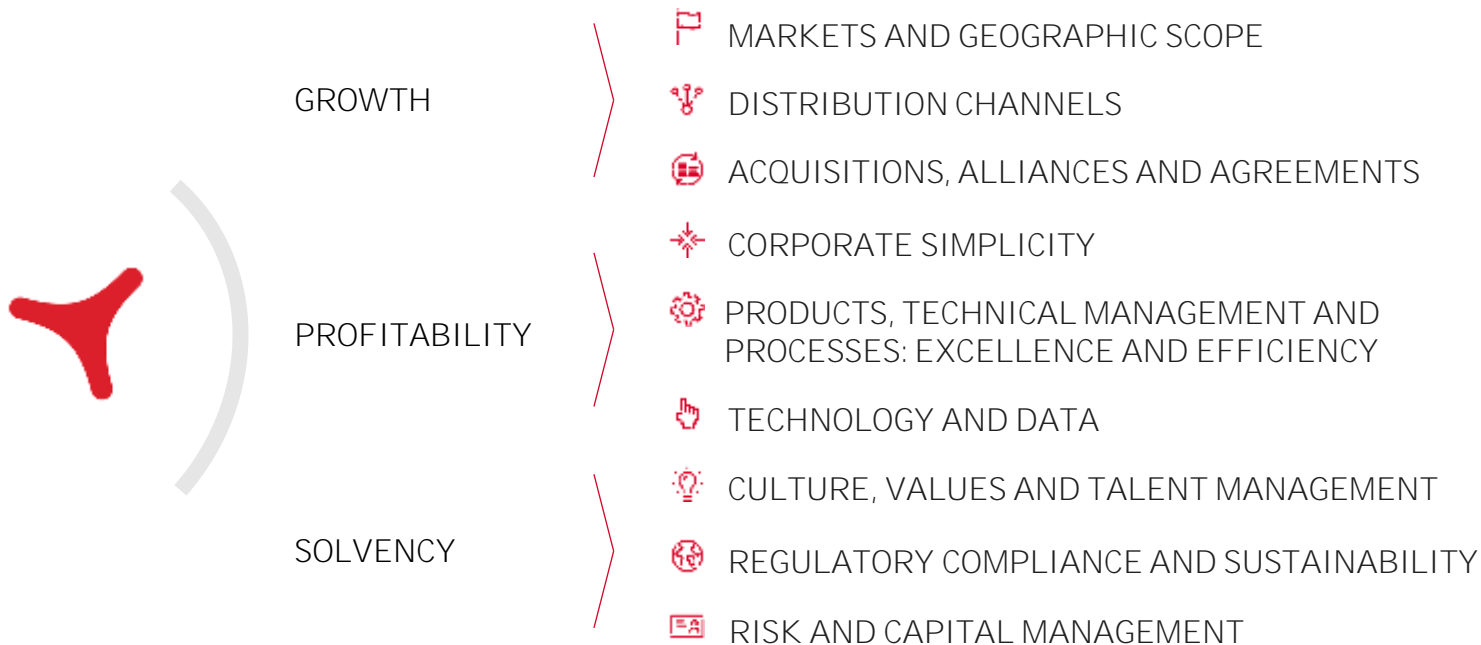 GROWTH
MARKETS AND GEOGRAPHIC SCOPE
DISTRIBUTION CHANNELS
ACQUISITIONS, ALLIANCES AND AGREEMENTS
PROFITABILITY
CORPORATE SIMPLICITY
PRODUCTS, TECHNICAL MANAGEMENT AND
PROCESSES: EXCELLENCE AND EFFICIENCY
TECHNOLOGY AND DATA
SOLVENCY
CULTURE, VALUES AND TALENT MANAGEMENT
REGULATORY COMPLIANCE AND SUSTAINABILITY
RISK AND CAPITAL MANAGEMENT